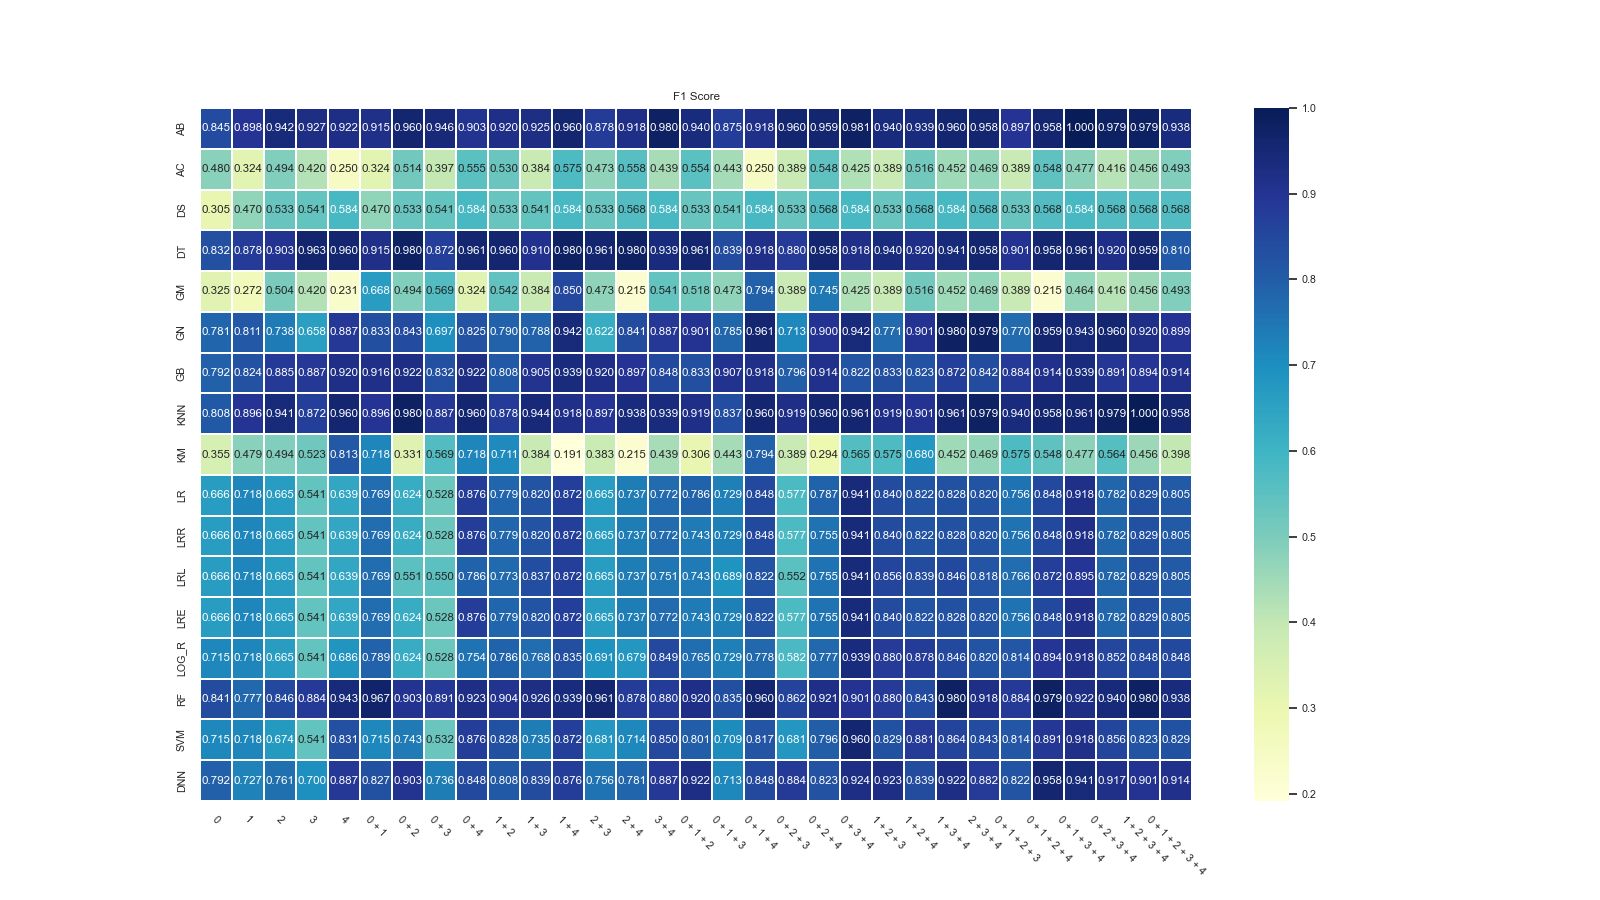 F1 Score
AB 0.845 0.898 0.942 0.927 0.922 0.915 0.960 0.946 0.903 0.920 0.925 0.960 0.878 0.918 0.980 0.940 0.875 0.918 0.960 0.959 0.981 0.940 0.939 0.960 0.958 0.897 0.958 1.000 0.979 0.979 0.938
AC 0.480 0.324 0.494 0.420 0.250 0.324 0.514 0.397 0.555 0.530 0.384 0.575 0.473 0.558 0.439 0.554 0.443 0.250 0.389 0.548 0.425 0.389 0.516 0.452 0.469 0.389 0.548 0.477 0.416 0.456 0.493
DS 0.305 0.470 0.533 0.541 0.584 0.470 0.533 0.541 0.584 0.533 0.541 0.584 0.533 0.568 0.584 0.533 0.541 0.584 0.533 0.568 0.584 0.533 0.584 0.584 0.568 0.533 0.568 0.584 0.568 0.568 0.568
DT 0.832 0.878 0.903 0.963 0.960 0.915 0.980 0.872 0.961 0.960 0.910 0.980 0.961 0.980 0.939 0.961 0.839 0.918 0.880 0.958 0.918 0.940 0.920 0.941 0.958 0.901 0.958 0.961 0.920 0.959 0.810
GM 0.325 0.272 0.504 0.420 0.231 0.668 0.494 0.569 0.324 0.542 0.384 0.850 0.473 0.215 0.541 0.518 0.473 0.794 0.389 0.745 0.425 0.389 0.516 0.452 0.469 0.389 0.215 0.464 0.416 0.456 0.493
GN 0.781 0.811 0.738 0.658 0.887 0.833 0.843 0.697 0.825 0.790 0.788 0.942 0.622 0.841 0.887 0.901 0.785 0.961 0.713 0.900 0.942 0.771 0.901 0.980 0.979 0.770 0.959 0.943 0.960 0.920 0.899
GB 0.792 0.824 0.885 0.887 0.920 0.916 0.922 0.832 0.922 0.808 0.905 0.939 0.920 0.897 0.848 0.833 0.907 0.918 0.796 0.914 0.822 0.833 0.823 0.872 0.842 0.884 0.914 0.939 0.891 0.894 0.914
KNN 0.808 0.896 0.941 0.872 0.960 0.896 0.980 0.887 0.960 0.878 0.944 0.918 0.897 0.938 0.939 0.919 0.837 0.960 0.919 0.960 0.961 0.919 0.901 0.961 0.979 0.940 0.958 0.961 0.979 1.000 0.958
KM 0.355 0.479 0.494 0.523 0.813 0.718 0.331 0.569 0.718 0.711 0.384 0.191 0.383 0.215 0.439 0.306 0.443 0.794 0.389 0.294 0.565 0.575 0.680 0.452 0.469 0.575 0.548 0.477 0.564 0.456 0.398
LR 0.666 0.718 0.665 0.541 0.639 0.769 0.624 0.528 0.876 0.779 0.820 0.872 0.665 0.737 0.772 0.786 0.729 0.848 0.577 0.787 0.941 0.840 0.822 0.828 0.820 0.756 0.848 0.918 0.782 0.829 0.805
LRR 0.666 0.718 0.665 0.541 0.639 0.769 0.624 0.528 0.876 0.779 0.820 0.872 0.665 0.737 0.772 0.743 0.729 0.848 0.577 0.755 0.941 0.840 0.822 0.828 0.820 0.756 0.848 0.918 0.782 0.829 0.805
LRL 0.666 0.718 0.665 0.541 0.639 0.769 0.551 0.550 0.786 0.773 0.837 0.872 0.665 0.737 0.751 0.743 0.689 0.822 0.552 0.755 0.941 0.856 0.839 0.846 0.818 0.766 0.872 0.895 0.782 0.829 0.805
LRE 0.666 0.718 0.665 0.541 0.639 0.769 0.624 0.528 0.876 0.779 0.820 0.872 0.665 0.737 0.772 0.743 0.729 0.822 0.577 0.755 0.941 0.840 0.822 0.828 0.820 0.756 0.848 0.918 0.782 0.829 0.805
LOG_R 0.715 0.718 0.665 0.541 0.686 0.789 0.624 0.528 0.754 0.786 0.768 0.835 0.691 0.679 0.849 0.765 0.729 0.778 0.582 0.777 0.939 0.880 0.878 0.846 0.820 0.814 0.894 0.918 0.852 0.848 0.848
RF 0.841 0.777 0.846 0.884 0.943 0.967 0.903 0.891 0.923 0.904 0.926 0.939 0.961 0.878 0.880 0.920 0.835 0.960 0.862 0.921 0.901 0.880 0.843 0.980 0.918 0.884 0.979 0.922 0.940 0.980 0.938
SVM 0.715 0.718 0.674 0.541 0.831 0.715 0.743 0.532 0.876 0.828 0.735 0.872 0.681 0.714 0.850 0.801 0.709 0.817 0.681 0.796 0.960 0.829 0.881 0.864 0.843 0.814 0.891 0.918 0.856 0.823 0.829
DNN 0.792 0.727 0.761 0.700 0.887 0.827 0.903 0.736 0.848 0.808 0.839 0.876 0.756 0.781 0.887 0.922 0.713 0.848 0.884 0.823 0.924 0.923 0.839 0.922 0.882 0.822 0.958 0.941 0.917 0.901 0.914
0
1
2
3
4
0 + 1
0 + 2
0 + 3
0 + 4
1 + 2
1 + 3
1 + 4
2 + 3
2 + 4
3 + 4
0 + 1 + 2
0 + 1 + 3
0 + 1 + 4
0 + 2 + 3
0 + 2 + 4
0 + 3 + 4
1 + 2 + 3
1 + 2 + 4
1 + 3 + 4
2 + 3 + 4
0 + 1 + 2 + 3
0 + 1 + 2 + 4
0 + 1 + 3 + 4
0 + 2 + 3 + 4
1 + 2 + 3 + 4
0 + 1 + 2 + 3 + 4
1.0
0.9
0.8
0.7
0.6
0.5
0.4
0.3
0.2